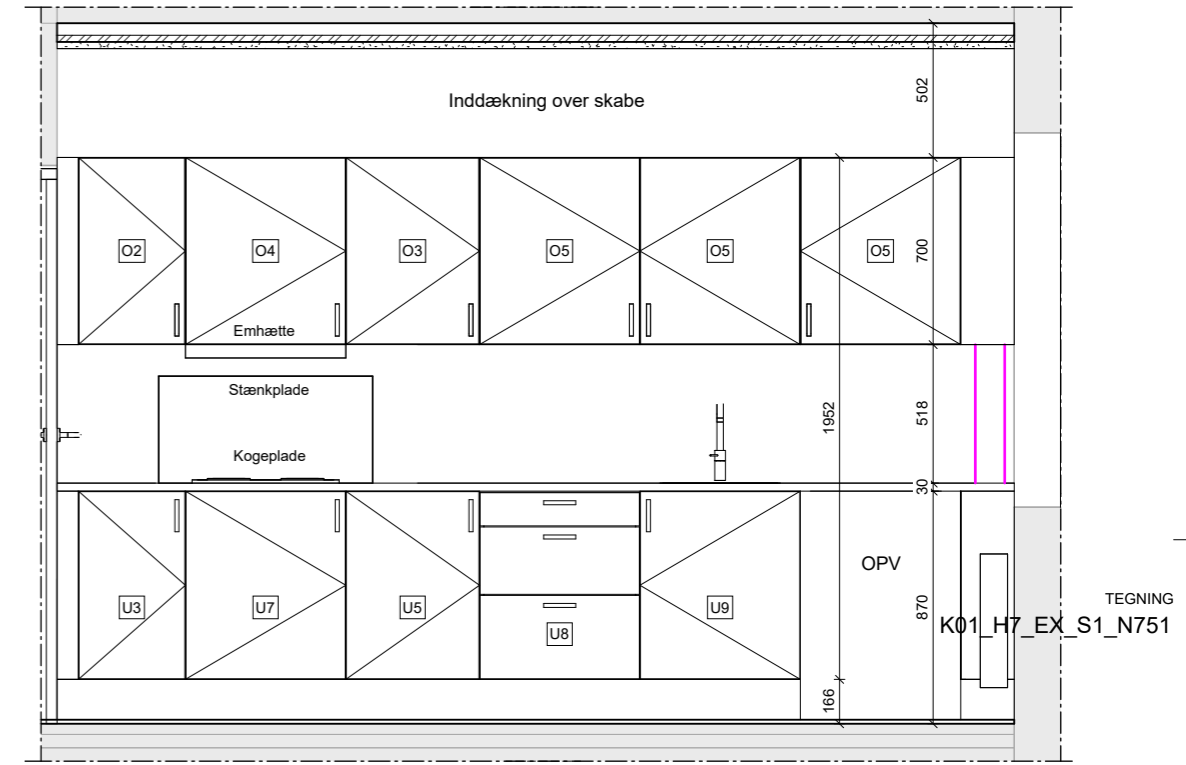 502
Inddækning over skabe
O2
O4
O3
O5
O5
O5
700
Emhætte
Stænkplade
1952
518
Kogeplade
30
OPV
U3
U7
U5
U8
U9
870
TEGNING
K01_H7_EX_S1_N751
166